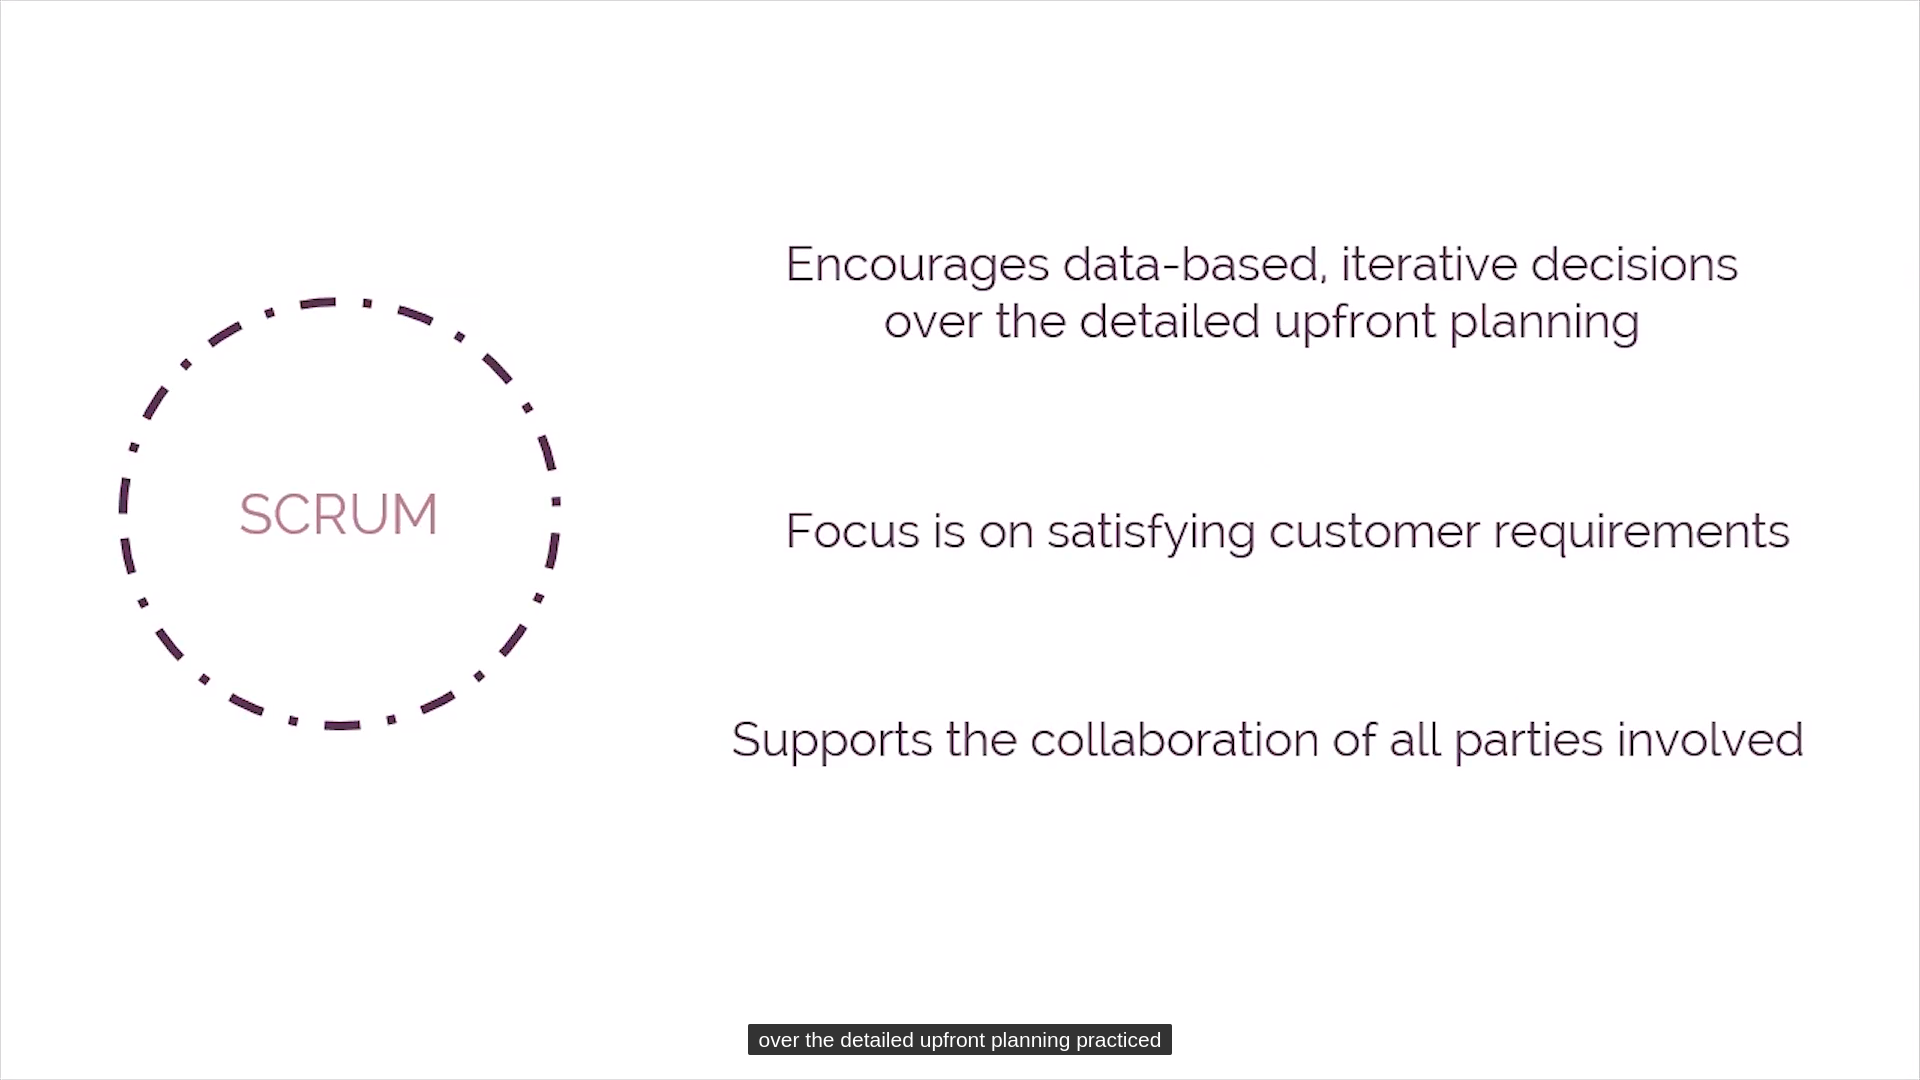 SCRUM
Encourages data-based, iterative decisions
over the detailed upfront planning
Focus is on satisfying customer requirements
Supports the collaboration of all parties involved
over the detailed upfront planning practiced